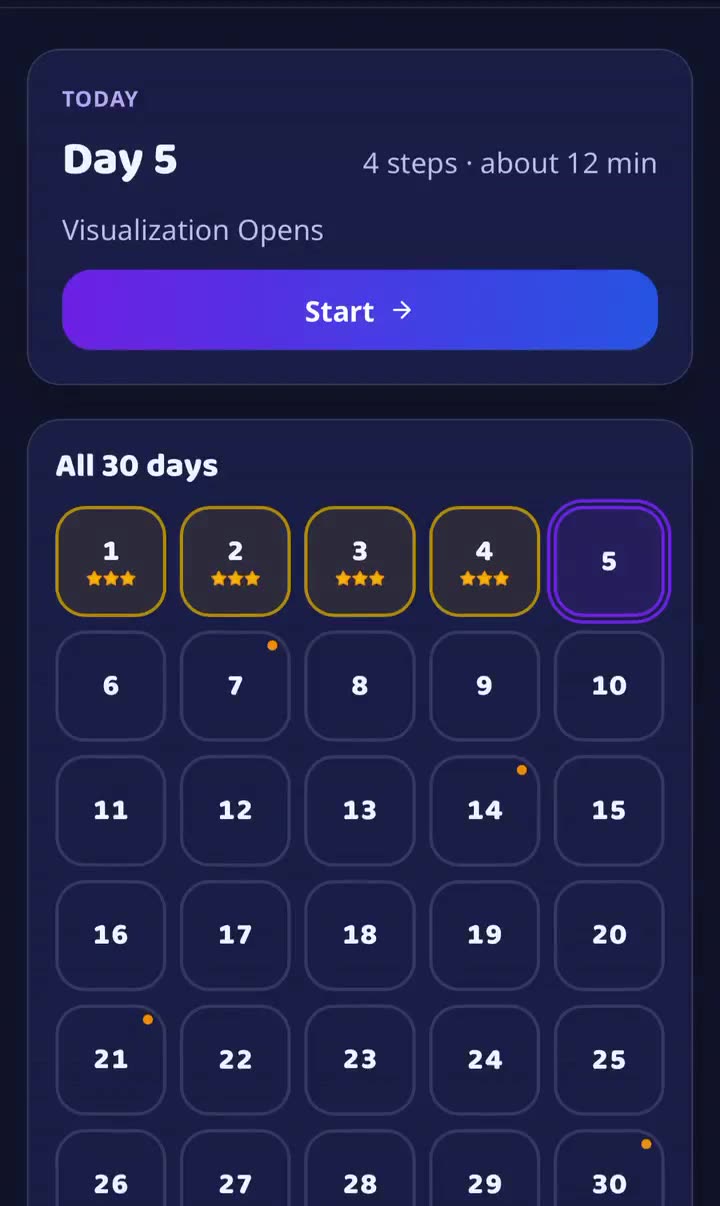 TODAY
Day 5 4 steps · about 12 min
Visualization Opens
Start →
All 30 days
1 2 3 4 5
6 7 8 9 10
11 12 13 14 15
16 17 18 19 20
21 22 23 24 25
26 27 28 29 30